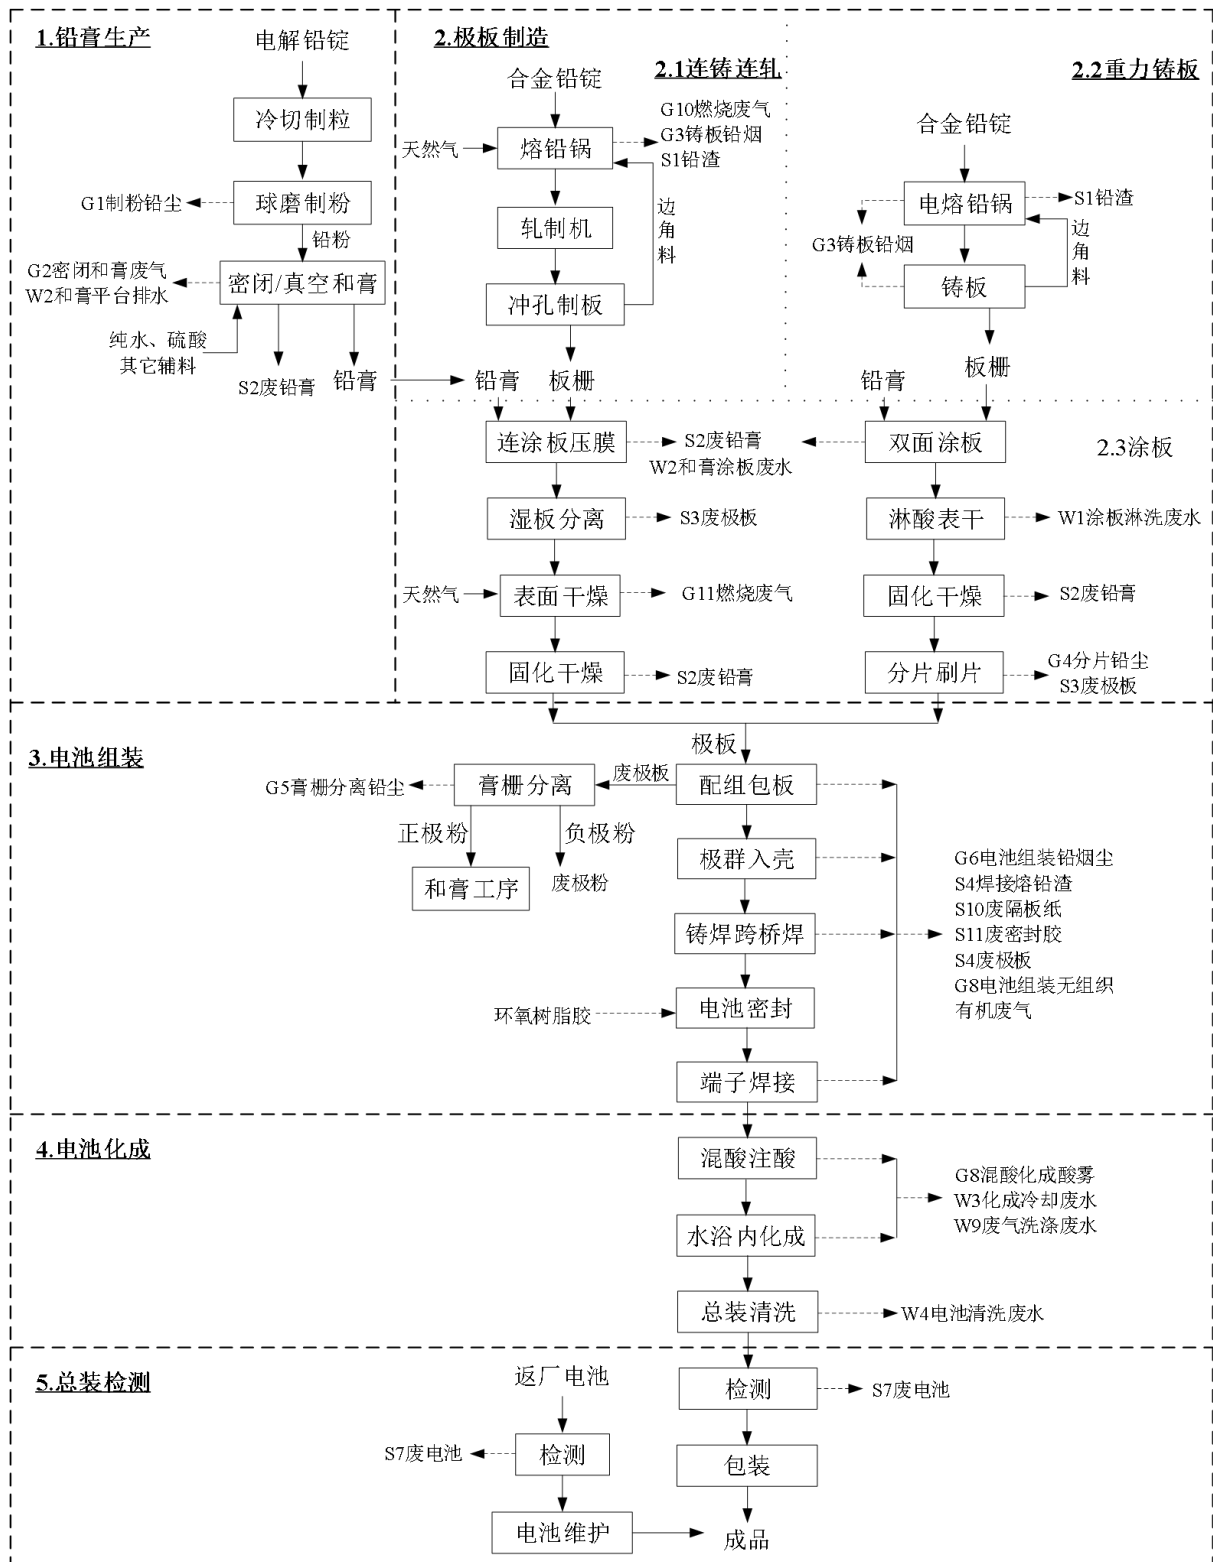 1.铅膏生产
电解铅锭
冷切制粒
球磨制粉
G1制粉铅尘
铅粉
密闭/真空和膏
G2密闭和膏废气
W2和膏平台排水
纯水、硫酸
其它辅料
S2废铅膏
铅膏
2.极板制造
2.1连铸连轧
合金铅锭
天然气
熔铅锅
G10燃烧废气
G3铸板铅烟
S1铅渣
轧制机
边角料
冲孔制板
铅膏
板栅
2.2重力铸板
合金铅锭
电熔铅锅
S1铅渣
G3铸板铅烟
边角料
铸板
铅膏
板栅
2.3涂板
连涂板压膜
S2废铅膏
W2和膏涂板废水
双面涂板
湿板分离
S3废极板
淋酸表干
W1涂板淋洗废水
天然气
表面干燥
G11燃烧废气
固化干燥
S2废铅膏
固化干燥
S2废铅膏
分片刷片
G4分片铅尘
S3废极板
3.电池组装
极板
G5膏栅分离铅尘
膏栅分离
废极板
配组包板
正极粉
负极粉
和膏工序
废极粉
极群入壳
铸焊跨桥焊
环氧树脂胶
电池密封
端子焊接
G6电池组装铅烟尘
S4焊接熔铅渣
S10废隔板纸
S11废密封胶
S4废极板
G8电池组装无组织
有机废气
4.电池化成
混酸注酸
水浴内化成
G8混酸化成酸雾
W3化成冷却废水
W9废气洗涤废水
总装清洗
W4电池清洗废水
5.总装检测
返厂电池
检测
S7废电池
S7废电池
检测
包装
电池维护
成品